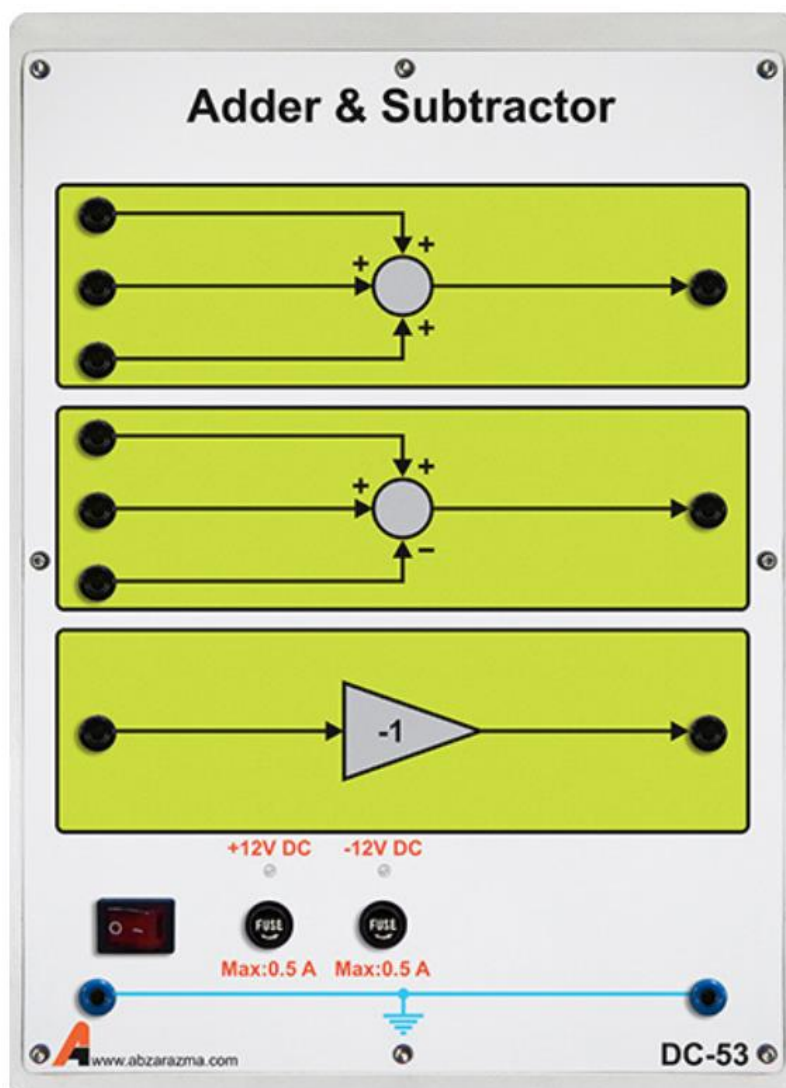 Adder & Subtractor
+
+
+
+
+
−
-1
+12V DC -12V DC
FUSE FUSE
Max:0.5 A Max:0.5 A
www.abzarazma.com
DC-53